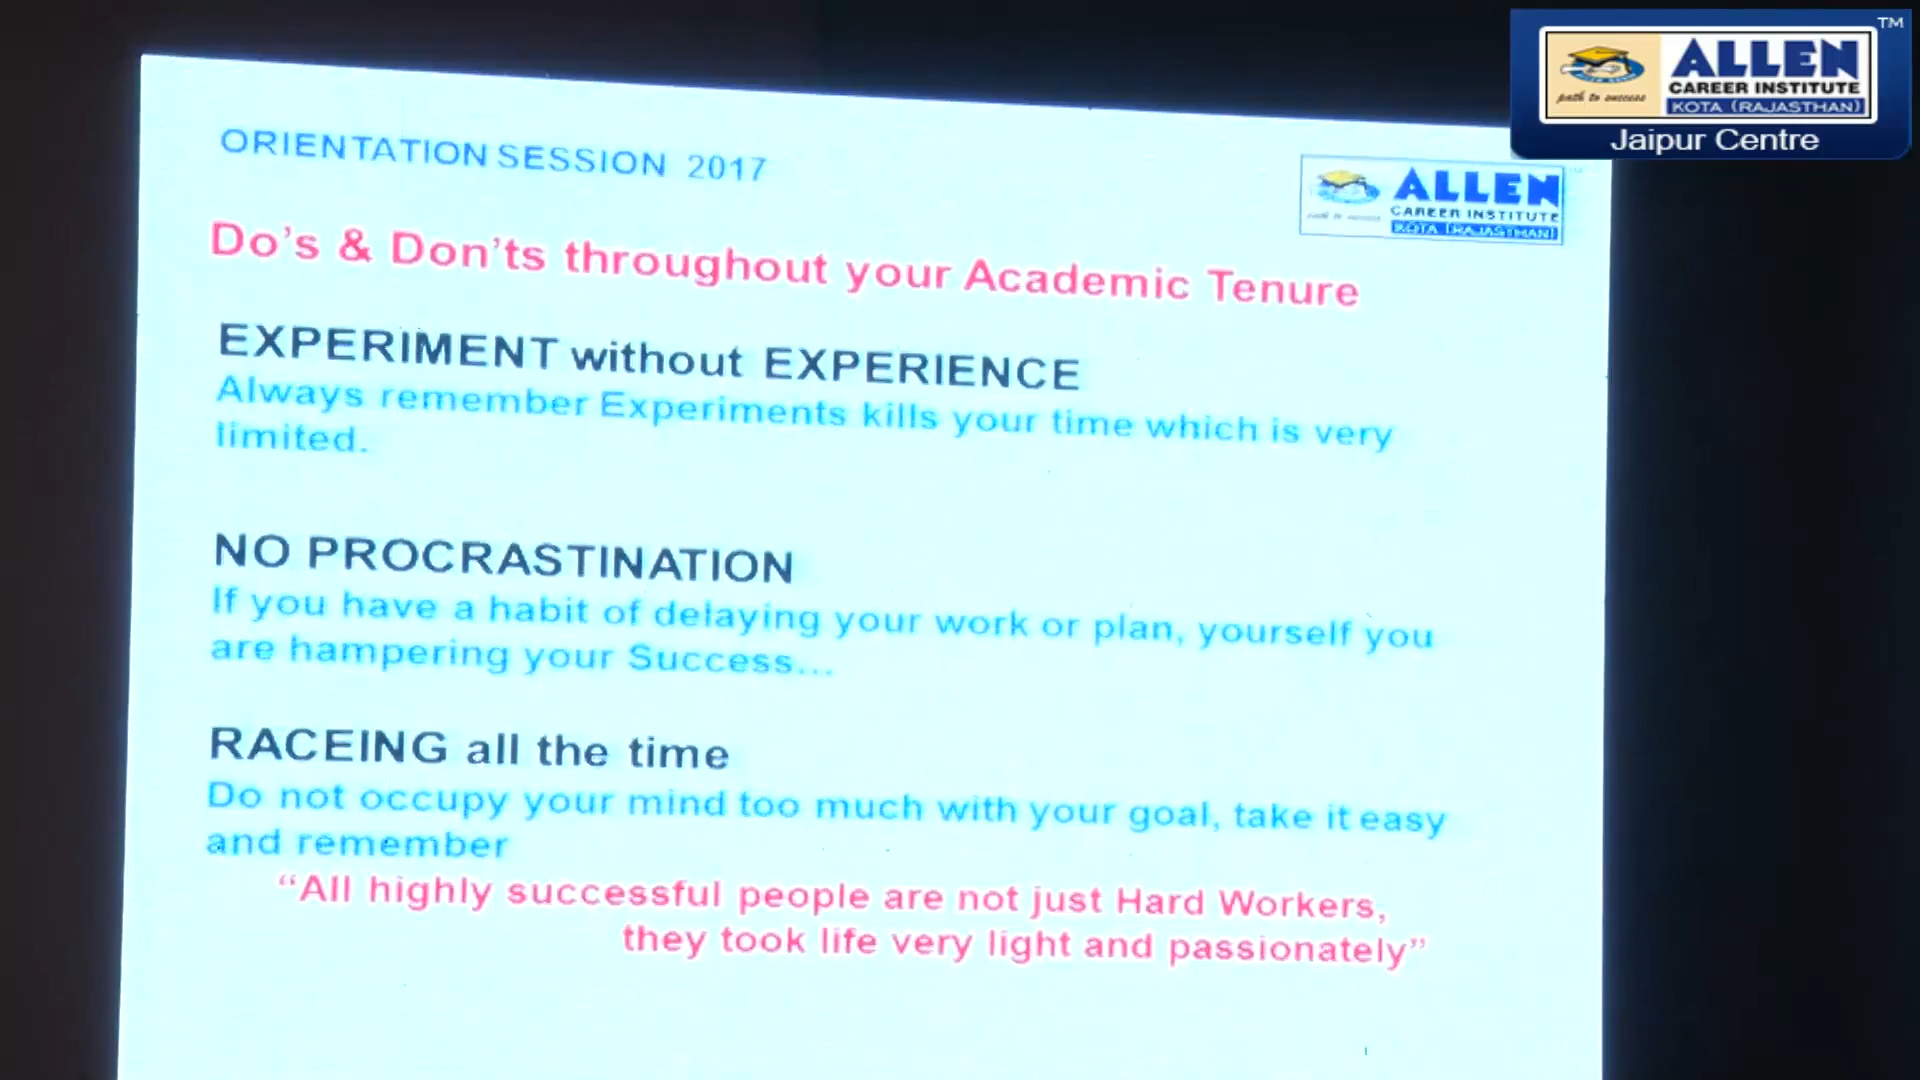 ALLEN
TM
CAREER INSTITUTE
path to success
KOTA (RAJASTHAN)
Jaipur Centre
ORIENTATION SESSION 2017
ALLEN
CAREER INSTITUTE
path to success
KOTA (RAJASTHAN)
Do's & Don'ts throughout your Academic Tenure
EXPERIMENT without EXPERIENCE
Always remember Experiments kills your time which is very
limited.
NO PROCRASTINATION
If you have a habit of delaying your work or plan, yourself you
are hampering your Success...
RACEING all the time
Do not occupy your mind too much with your goal, take it easy
and remember
“All highly successful people are not just Hard Workers,
they took life very light and passionately”